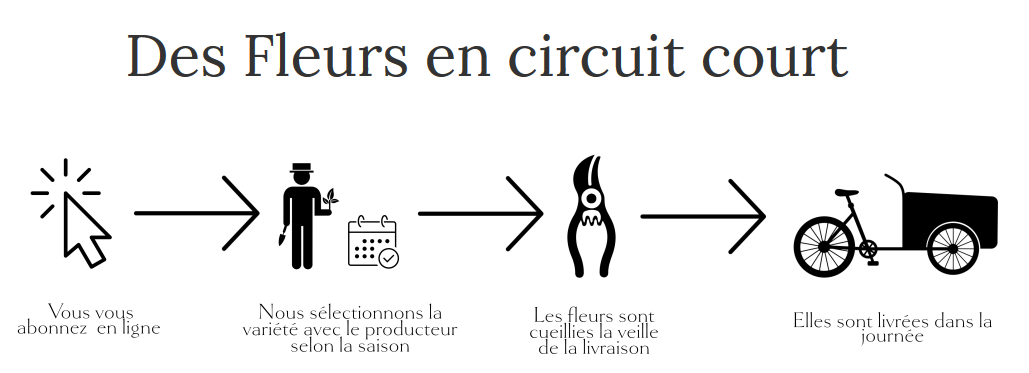 Des Fleurs en circuit court
Vous vous
abonnez en ligne
Nous sélectionnons la
variété avec le producteur
selon la saison
Les fleurs sont
cueillies la veille
de la livraison
Elles sont livrées dans la
journée